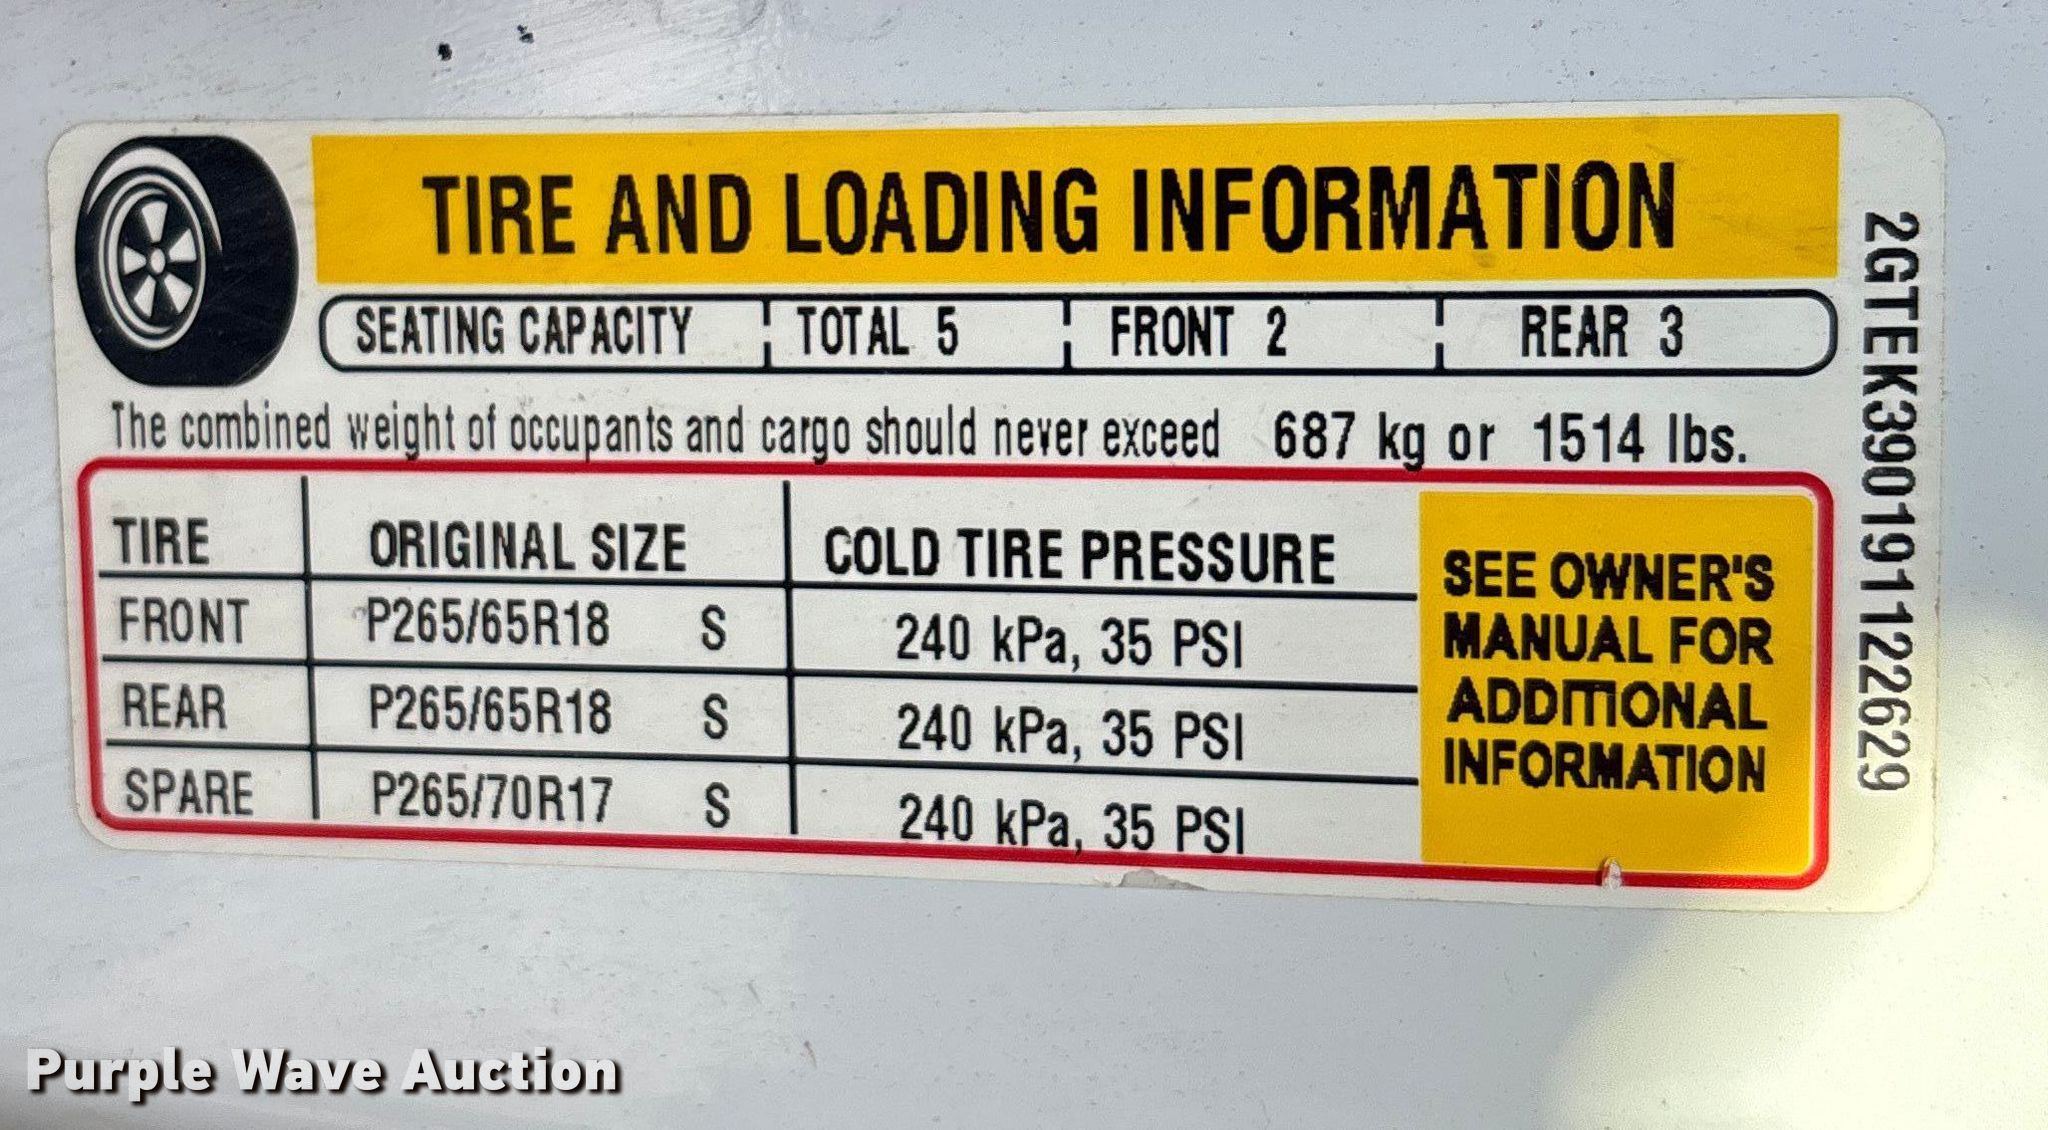 TIRE AND LOADING INFORMATION
SEATING CAPACITY TOTAL 5 FRONT 2 REAR 3
The combined weight of occupants and cargo should never exceed 687 kg or 1514 lbs.
TIRE ORIGINAL SIZE COLD TIRE PRESSURE
FRONT P265/65R18 S 240 kPa, 35 PSI
REAR P265/65R18 S 240 kPa, 35 PSI
SPARE P265/70R17 S 240 kPa, 35 PSI
SEE OWNER'S
MANUAL FOR
ADDITIONAL
INFORMATION
2GTEK390191122629
Purple Wave Auction